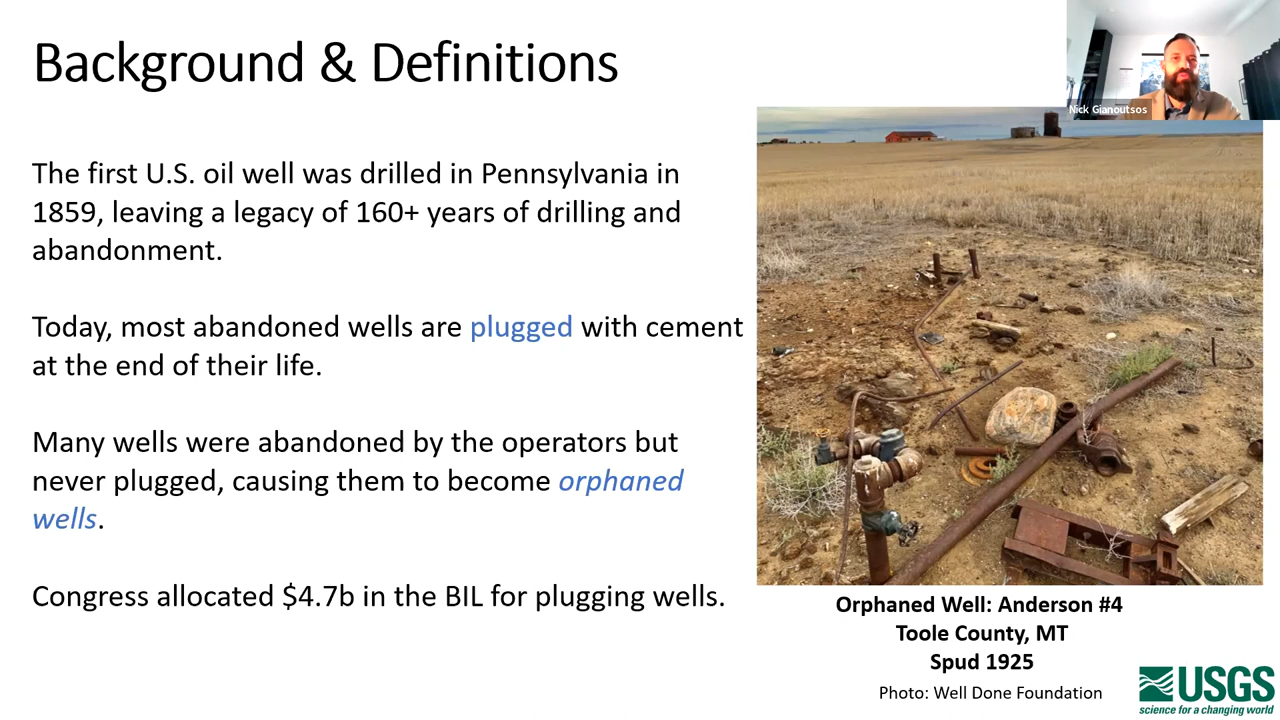 Background & Definitions
Nick Gianoutsos
The first U.S. oil well was drilled in Pennsylvania in
1859, leaving a legacy of 160+ years of drilling and
abandonment.
Today, most abandoned wells are plugged with cement
at the end of their life.
Many wells were abandoned by the operators but
never plugged, causing them to become orphaned
wells.
Congress allocated $4.7b in the BIL for plugging wells.
Orphaned Well: Anderson #4
Toole County, MT
Spud 1925
Photo: Well Done Foundation
USGS
science for a changing world